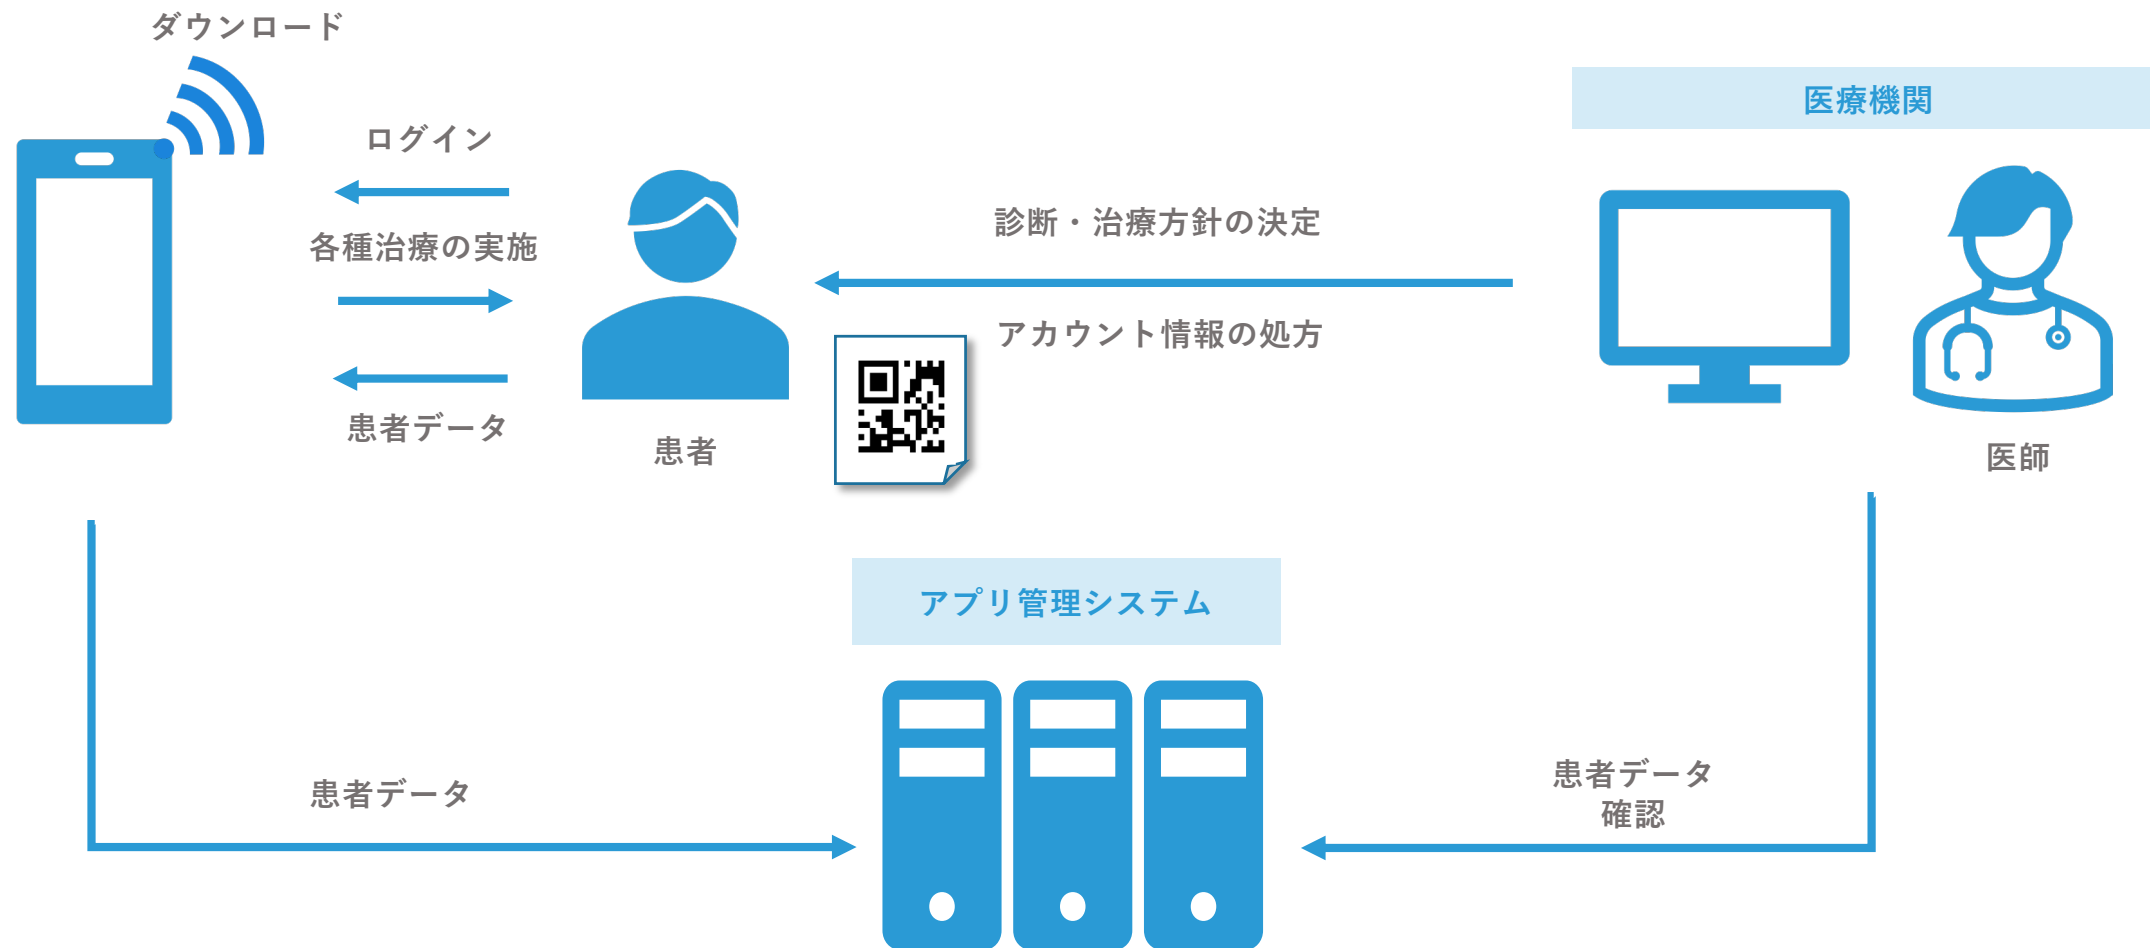 ダウンロード
医療機関
ログイン
各種治療の実施
患者データ
患者
診断・治療方針の決定
アカウント情報の処方
医師
アプリ管理システム
患者データ
患者データ
確認